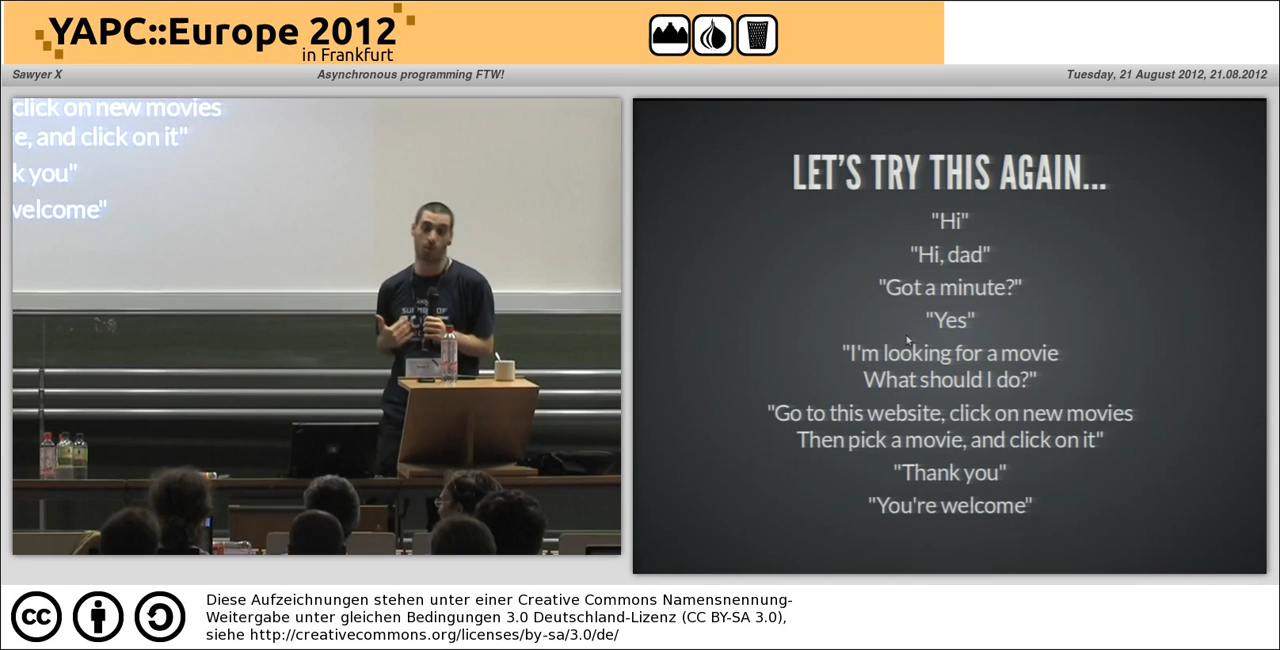 YAPC::Europe 2012
in Frankfurt
Sawyer X
Asynchronous programming FTW!
Tuesday, 21 August 2012, 21.08.2012
click on new movies
e, and click on it"
k you"
welcome"
LET'S TRY THIS AGAIN...
"Hi"
"Hi, dad"
"Got a minute?"
"Yes"
"I'm looking for a movie
What should I do?"
"Go to this website, click on new movies
Then pick a movie, and click on it"
"Thank you"
"You're welcome"
cc
Diese Aufzeichnungen stehen unter einer Creative Commons Namensnennung-
Weitergabe unter gleichen Bedingungen 3.0 Deutschland-Lizenz (CC BY-SA 3.0),
siehe http://creativecommons.org/licenses/by-sa/3.0/de/